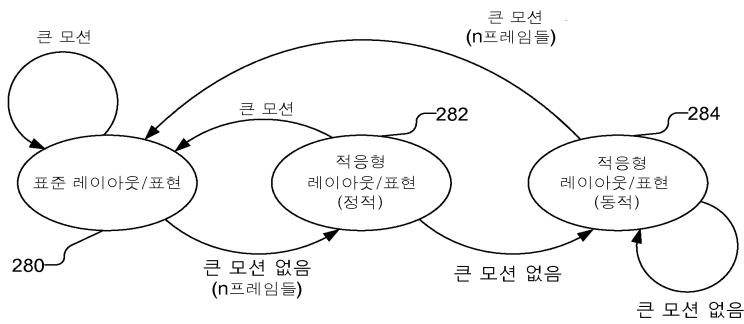 큰 모션
(n프레임들)
큰 모션
큰 모션
282
284
표준 레이아웃/표현
적응형
레이아웃/표현
(정적)
적응형
레이아웃/표현
(동적)
280
큰 모션 없음
(n프레임들)
큰 모션 없음
큰 모션 없음